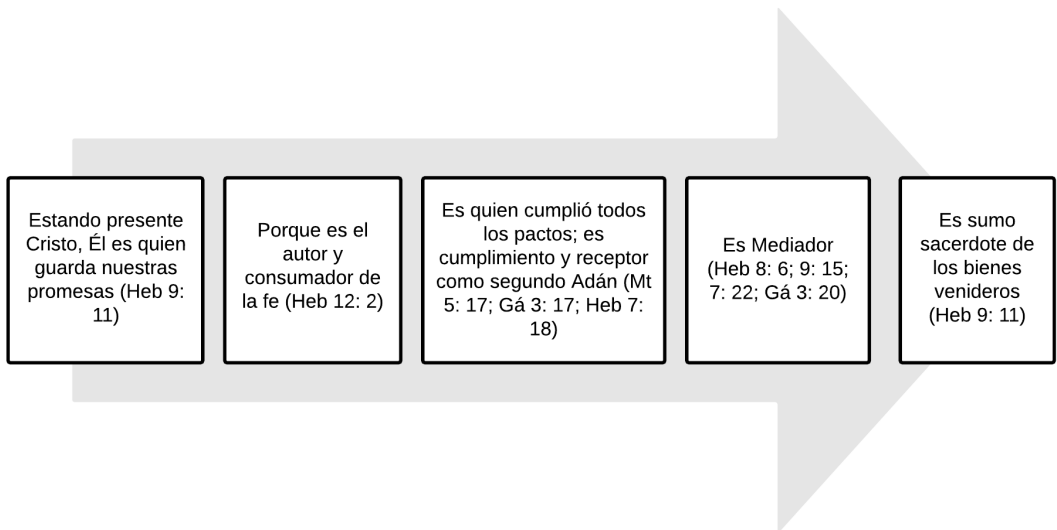 Estando presente
Cristo, Él es quien
guarda nuestras
promesas (Heb 9:
11)
Porque es el
autor y
consumador de
la fe (Heb 12: 2)
Es quien cumplió todos
los pactos; es
cumplimiento y receptor
como segundo Adán (Mt
5: 17; Gá 3: 17; Heb 7:
18)
Es Mediador
(Heb 8: 6; 9: 15;
7: 22; Gá 3: 20)
Es sumo
sacerdote de
los bienes
venideros
(Heb 9: 11)